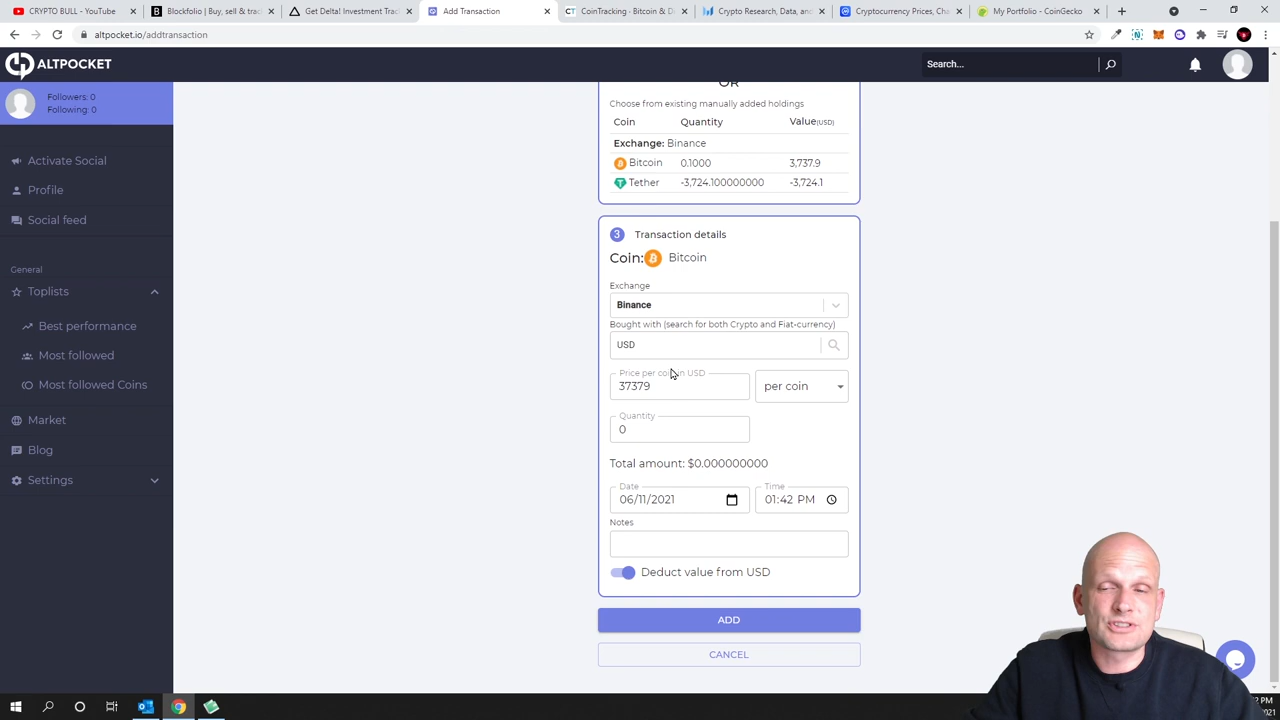 CRYPTO BULL - YouTube
Blockfolio | Buy, sell & tra
Get Delta! Investment Track
Add Transaction
CoinTracking · Bitcoin & D
Crypto Research, Data, and
Cryptocurrency Prices, Cha
My Portfolio - CoinGecko
altpocket.io/addtransaction
ALTPOCKET
Search...
Followers: 0
Following: 0
Activate Social
Profile
Social feed
General
Toplists
Best performance
Most followed
Most followed Coins
Market
Blog
Settings
OR
Choose from existing manually added holdings
Coin Quantity Value(USD)
Exchange: Binance
Bitcoin 0.1000 3,737.9
Tether -3,724.100000000 -3,724.1
3 Transaction details
Coin: Bitcoin
Exchange
Binance
Bought with (search for both Crypto and Fiat-currency)
USD
Price per coin in USD
37379 per coin
Quantity
0
Total amount: $0.000000000
Date Time
06/11/2021 01:42 PM
Notes
Deduct value from USD
ADD
CANCEL